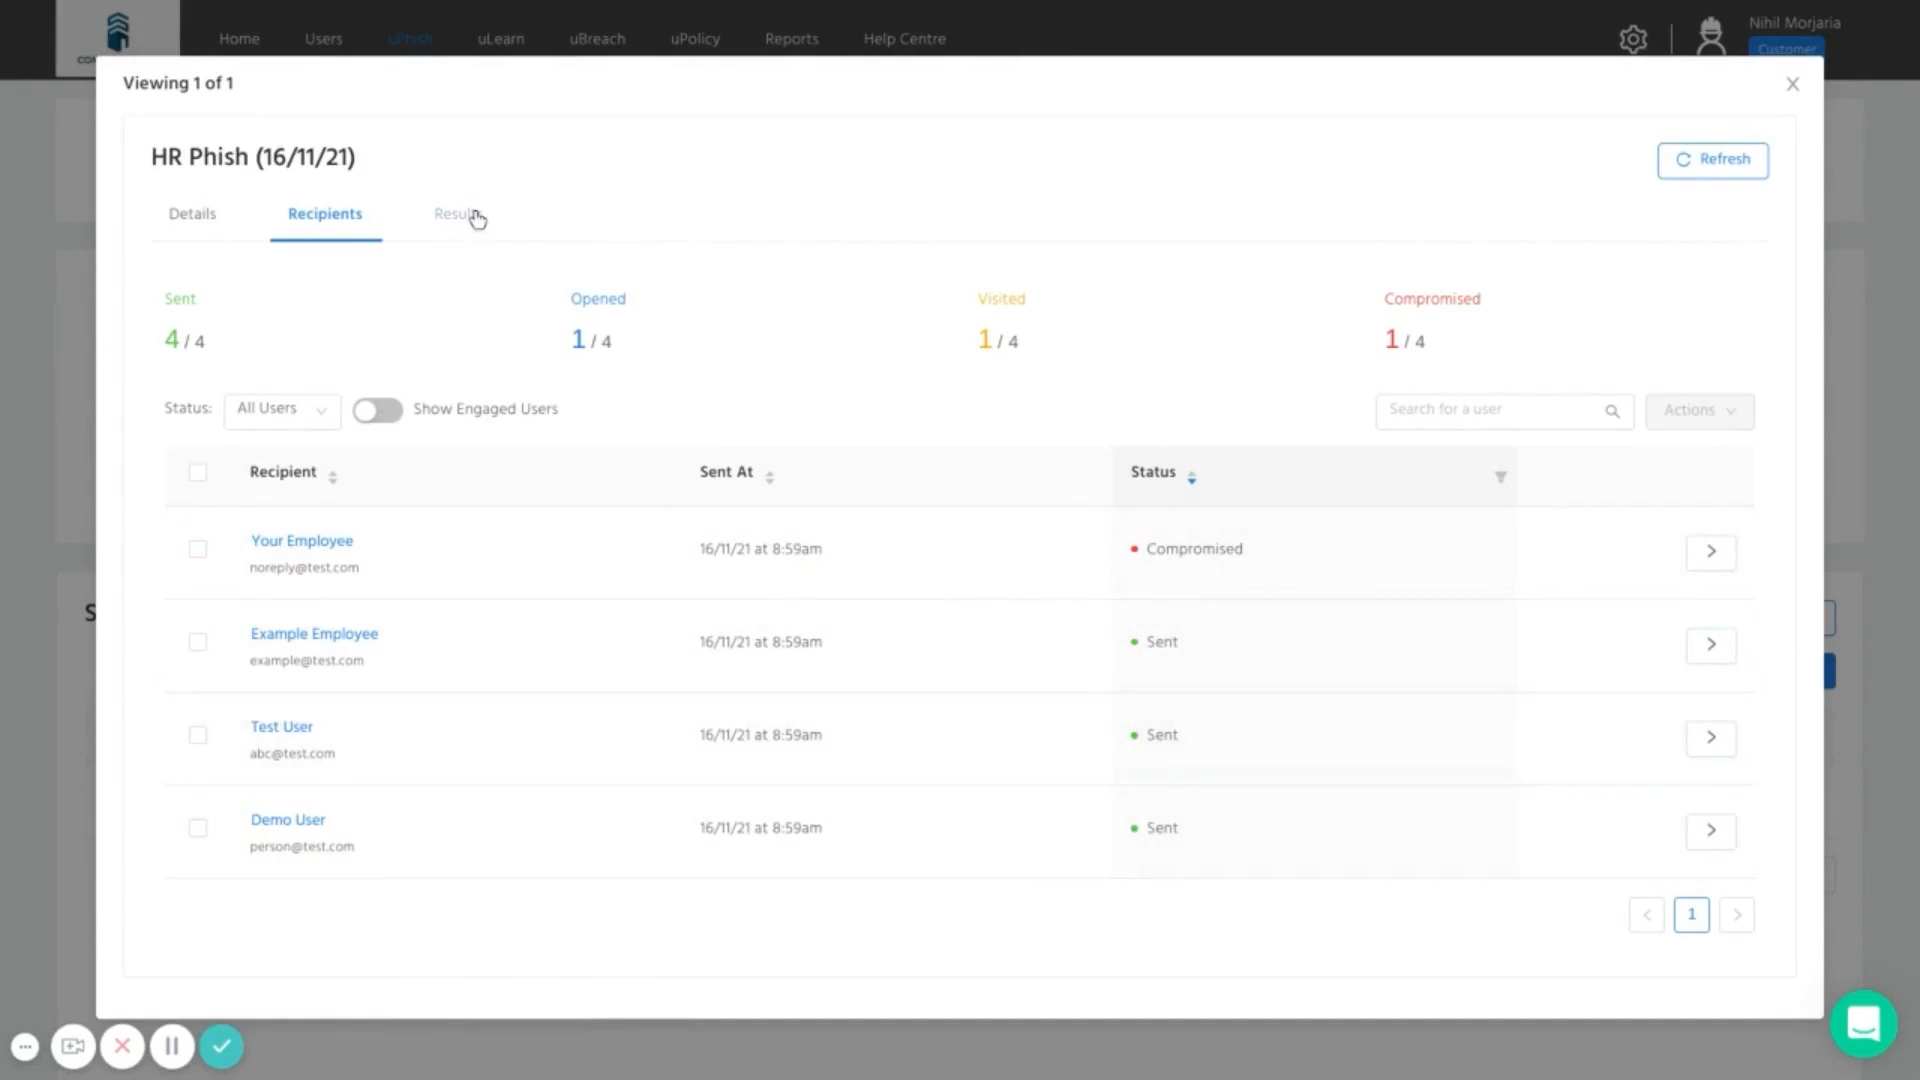 Home Users uPhish uLearn uBreach uPolicy Reports Help Centre
Nihil Morjaria
Customer
Viewing 1 of 1
HR Phish (16/11/21)
Refresh
Details Recipients
Sent Opened Visited Compromised
4 / 4 1 / 4 1 / 4 1 / 4
Status: All Users Show Engaged Users Search for a user Actions
Recipient Sent At Status
Your Employee
noreply@test.com
16/11/21 at 8:59am Compromised
Example Employee
example@test.com
16/11/21 at 8:59am Sent
Test User
abc@test.com
16/11/21 at 8:59am Sent
Demo User
person@test.com
16/11/21 at 8:59am Sent
1